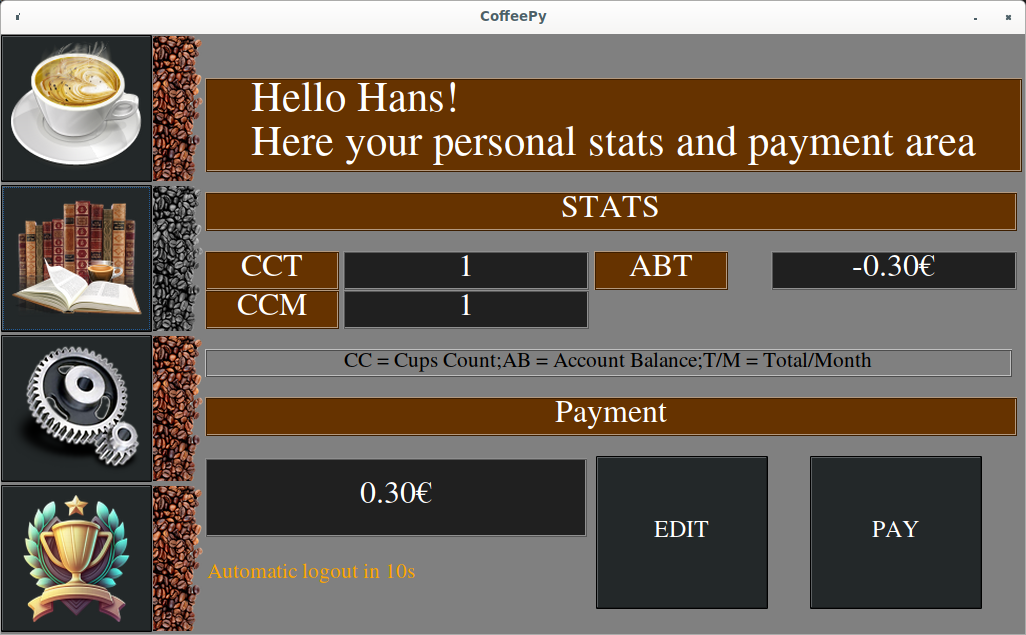 CoffeePy
Hello Hans!
Here your personal stats and payment area
STATS
CCT 1 ABT -0.30€
CCM 1
CC = Cups Count;AB = Account Balance;T/M = Total/Month
Payment
0.30€
EDIT PAY
Automatic logout in 10s